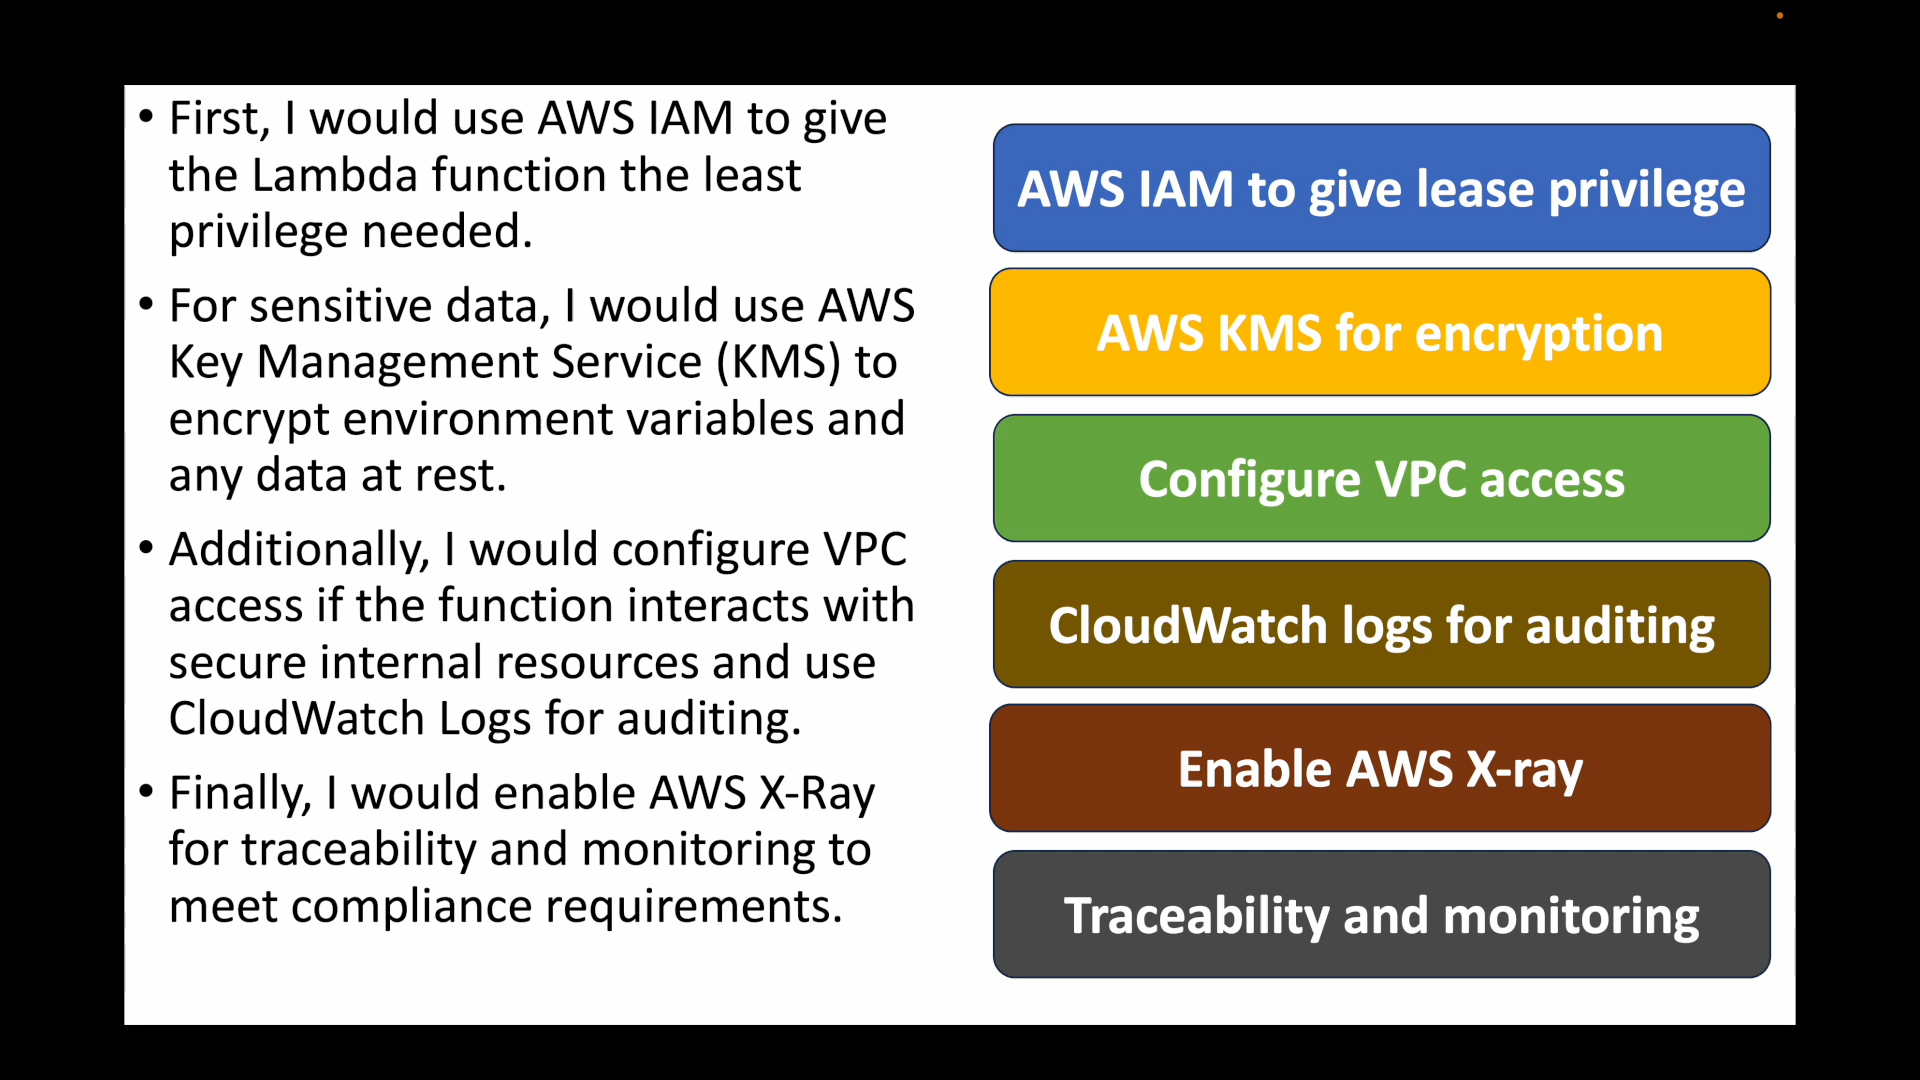 • First, I would use AWS IAM to give
the Lambda function the least
privilege needed.
• For sensitive data, I would use AWS
Key Management Service (KMS) to
encrypt environment variables and
any data at rest.
• Additionally, I would configure VPC
access if the function interacts with
secure internal resources and use
CloudWatch Logs for auditing.
• Finally, I would enable AWS X-Ray
for traceability and monitoring to
meet compliance requirements.
AWS IAM to give lease privilege
AWS KMS for encryption
Configure VPC access
CloudWatch logs for auditing
Enable AWS X-ray
Traceability and monitoring